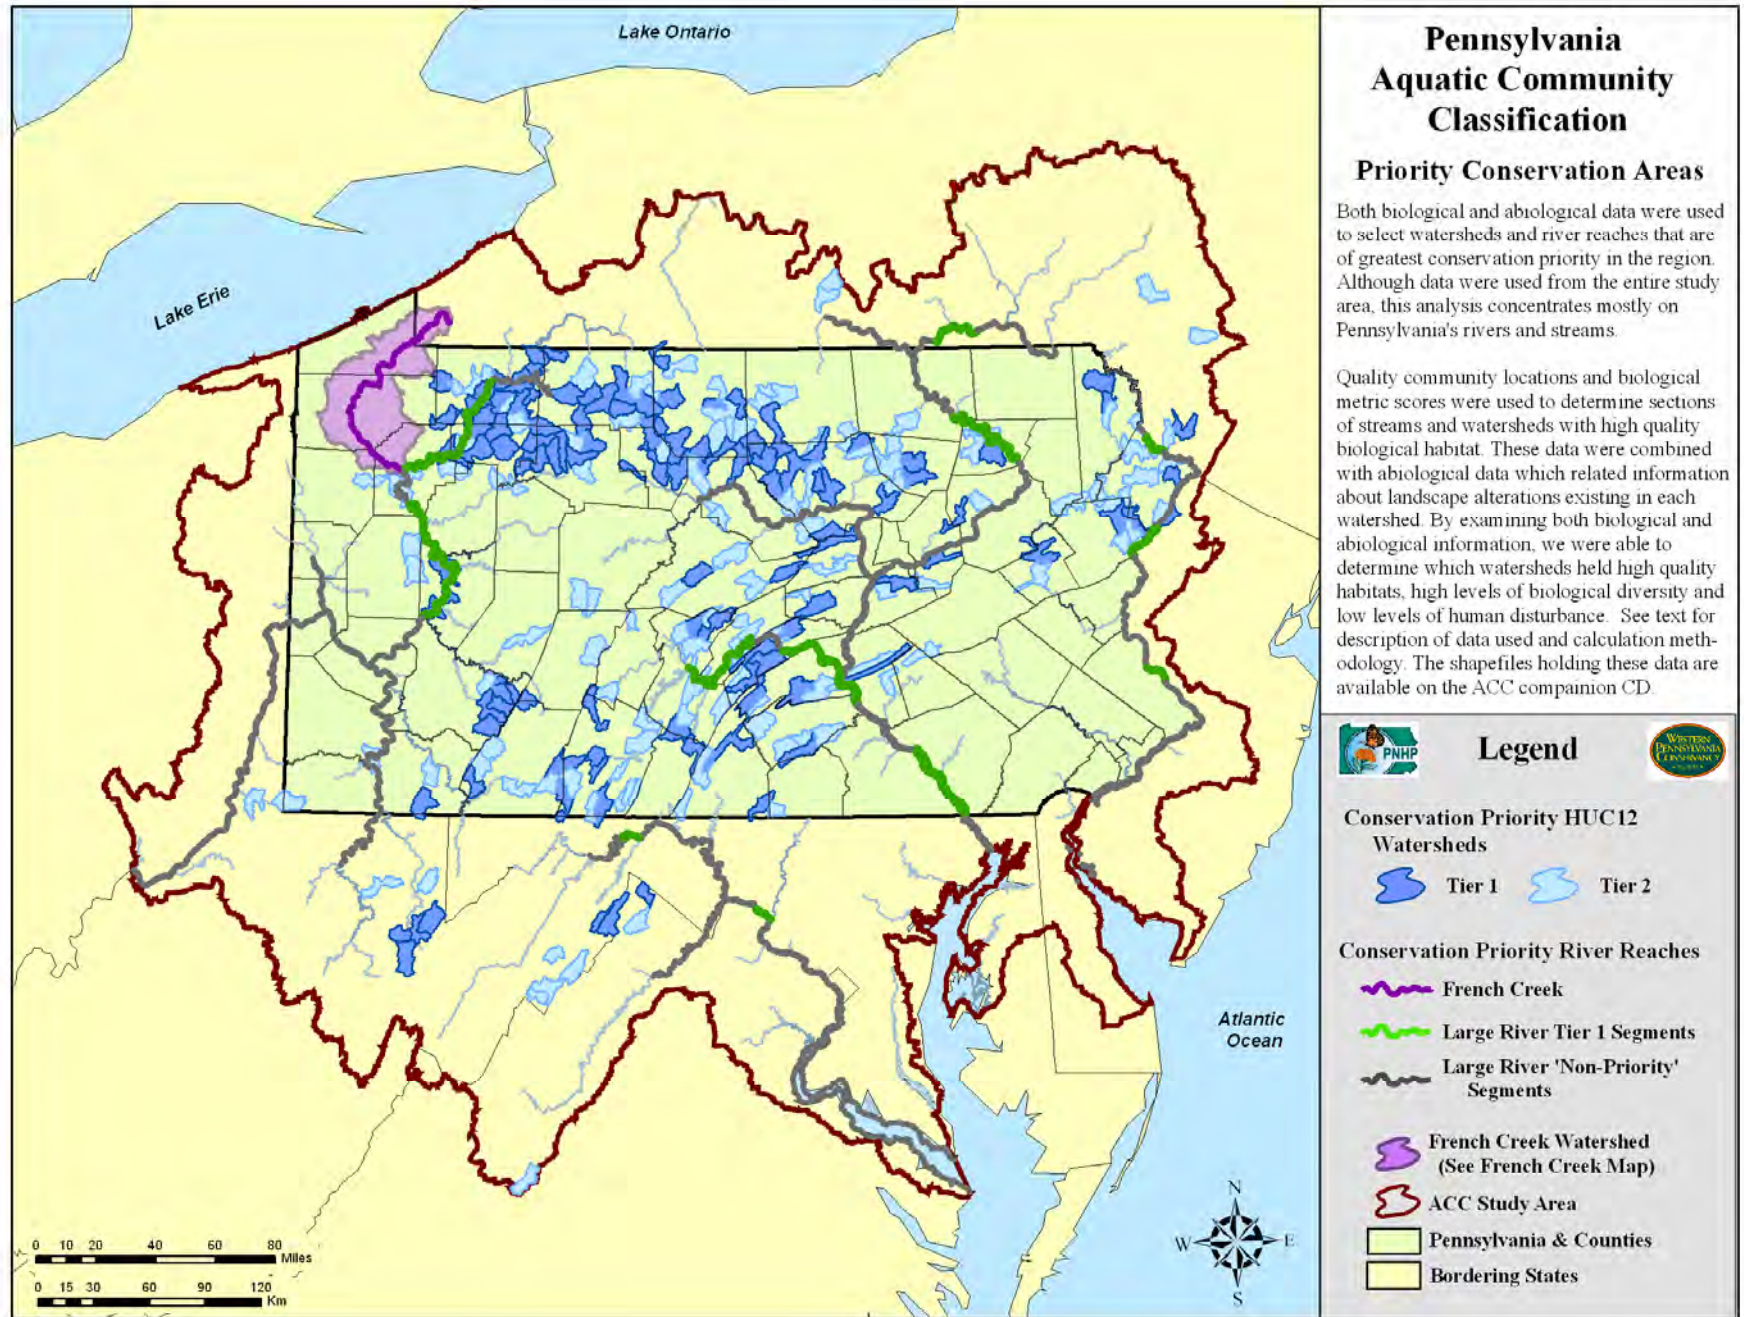 Lake Ontario
Lake Erie
Atlantic
Ocean
N
W
E
S
0 10 20 40 60 80
Miles
0 15 30 60 90 120
Km
Pennsylvania
Aquatic Community
Classification
Priority Conservation Areas
Both biological and abiological data were used
to select watersheds and river reaches that are
of greatest conservation priority in the region.
Although data were used from the entire study
area, this analysis concentrates mostly on
Pennsylvania's rivers and streams.
Quality community locations and biological
metric scores were used to determine sections
of streams and watersheds with high quality
biological habitat. These data were combined
with abiological data which related information
about landscape alterations existing in each
watershed. By examining both biological and
abiological information, we were able to
determine which watersheds held high quality
habitats, high levels of biological diversity and
low levels of human disturbance. See text for
description of data used and calculation meth-
odology. The shapefiles holding these data are
available on the ACC companion CD.
PNHP
Legend
WESTERN
PENNSYLVANIA
CONSERVANCY
Conservation Priority HUC12
Watersheds
Tier 1
Tier 2
Conservation Priority River Reaches
French Creek
Large River Tier 1 Segments
Large River 'Non-Priority'
Segments
French Creek Watershed
(See French Creek Map)
ACC Study Area
Pennsylvania & Counties
Bordering States